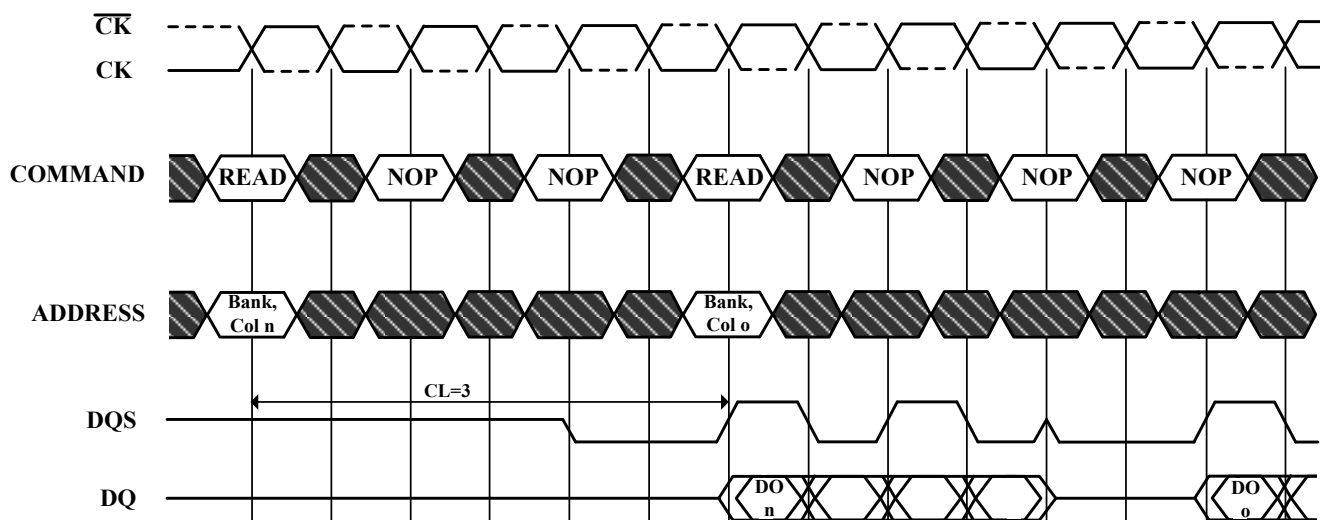 CK
CK
COMMAND READ NOP NOP READ NOP NOP NOP
ADDRESS Bank, Col n Bank, Col o
CL=3
DQS
DQ DO n DO o